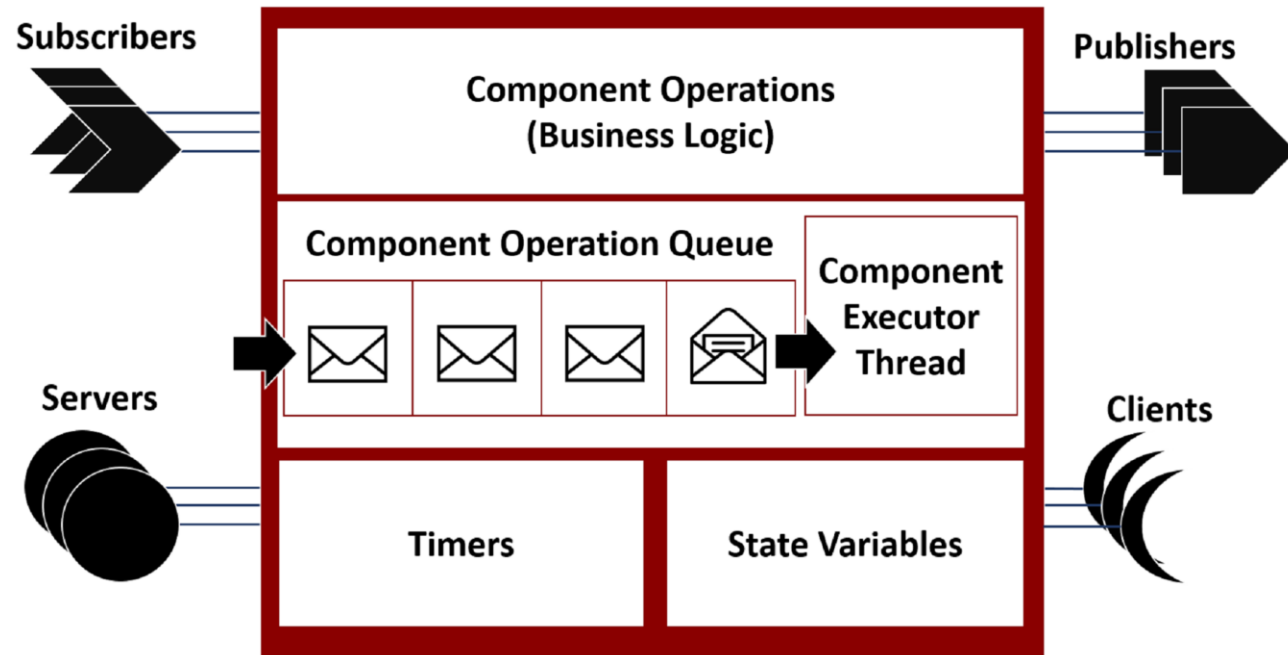 Subscribers
Publishers
Component Operations
(Business Logic)
Component Operation Queue
Component
Executor
Thread
Servers
Clients
Timers
State Variables